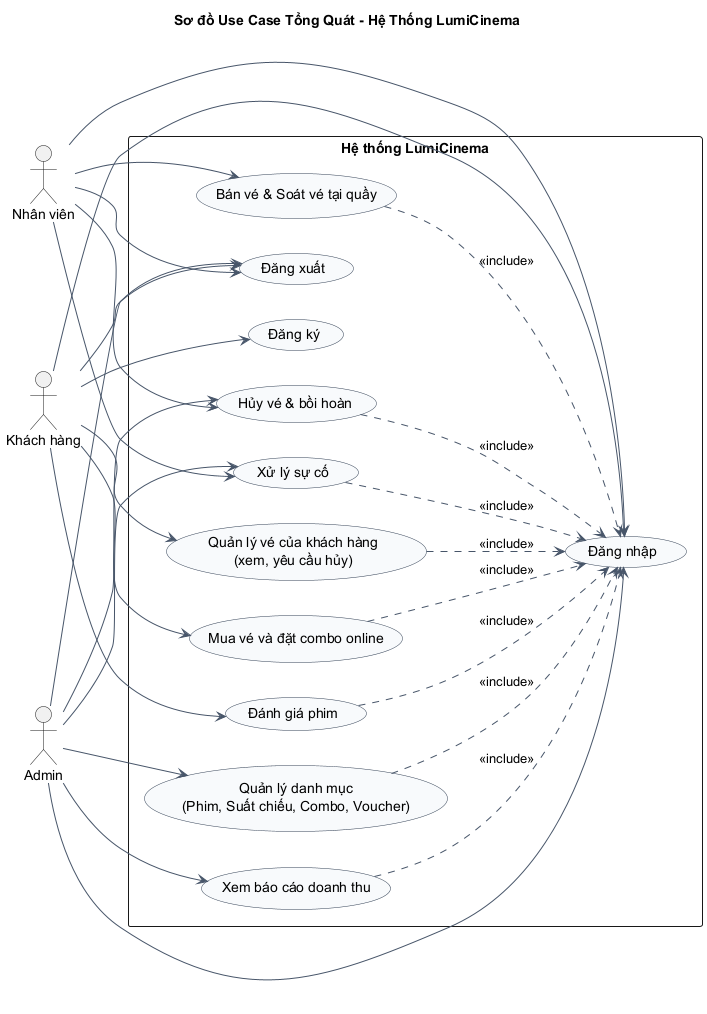 Sơ đồ Use Case Tổng Quát - Hệ Thống LumiCinema
Hệ thống LumiCinema
Nhân viên
Bán vé & Soát vé tại quầy
«include»
Đăng xuất
Đăng ký
Khách hàng
Hủy vé & bồi hoàn
«include»
Xử lý sự cố
«include»
Quản lý vé của khách hàng
(xem, yêu cầu hủy)
«include»
Đăng nhập
«include»
Mua vé và đặt combo online
«include»
Đánh giá phim
«include»
Admin
Quản lý danh mục
(Phim, Suất chiếu, Combo, Voucher)
«include»
Xem báo cáo doanh thu